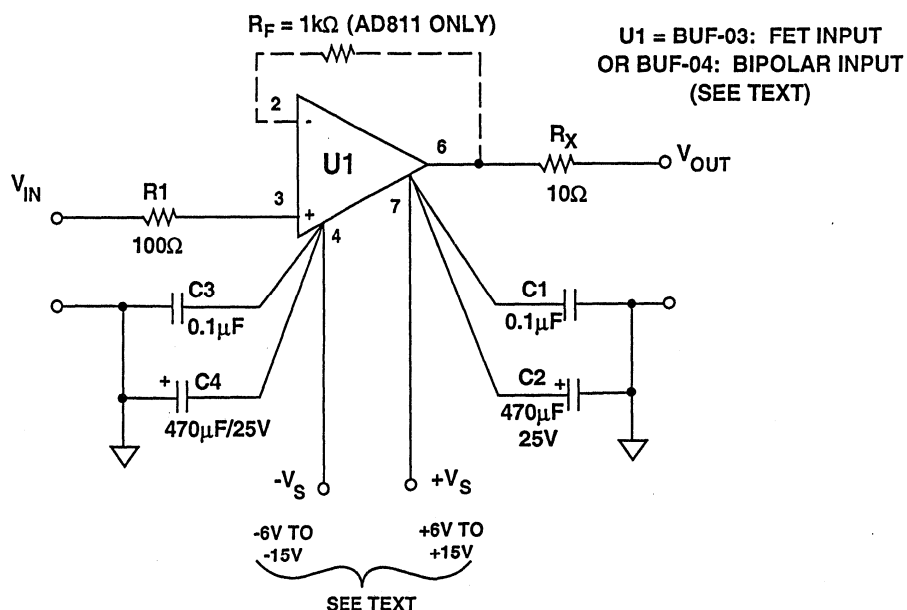 R_F = 1kΩ (AD811 ONLY)
U1 = BUF-03: FET INPUT
OR BUF-04: BIPOLAR INPUT
(SEE TEXT)
2
-
U1
6
R_X
10Ω
V_OUT
V_IN
R1
100Ω
3
+
4
7
C3
0.1µF
C1
0.1µF
+
C4
470µF/25V
C2
+
470µF
25V
-V_S
+V_S
-6V TO
-15V
+6V TO
+15V
SEE TEXT